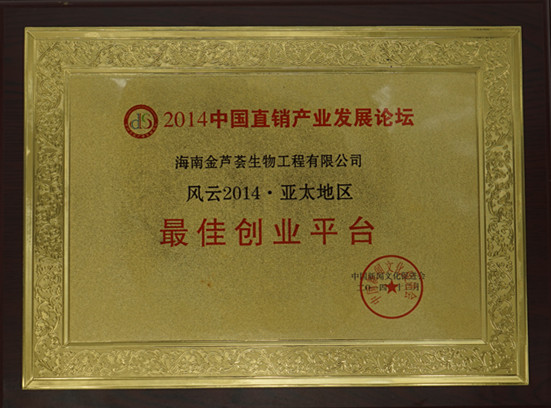 2014中国直销产业发展论坛
海南金芦荟生物工程有限公司
风云2014·亚太地区
最佳创业平台